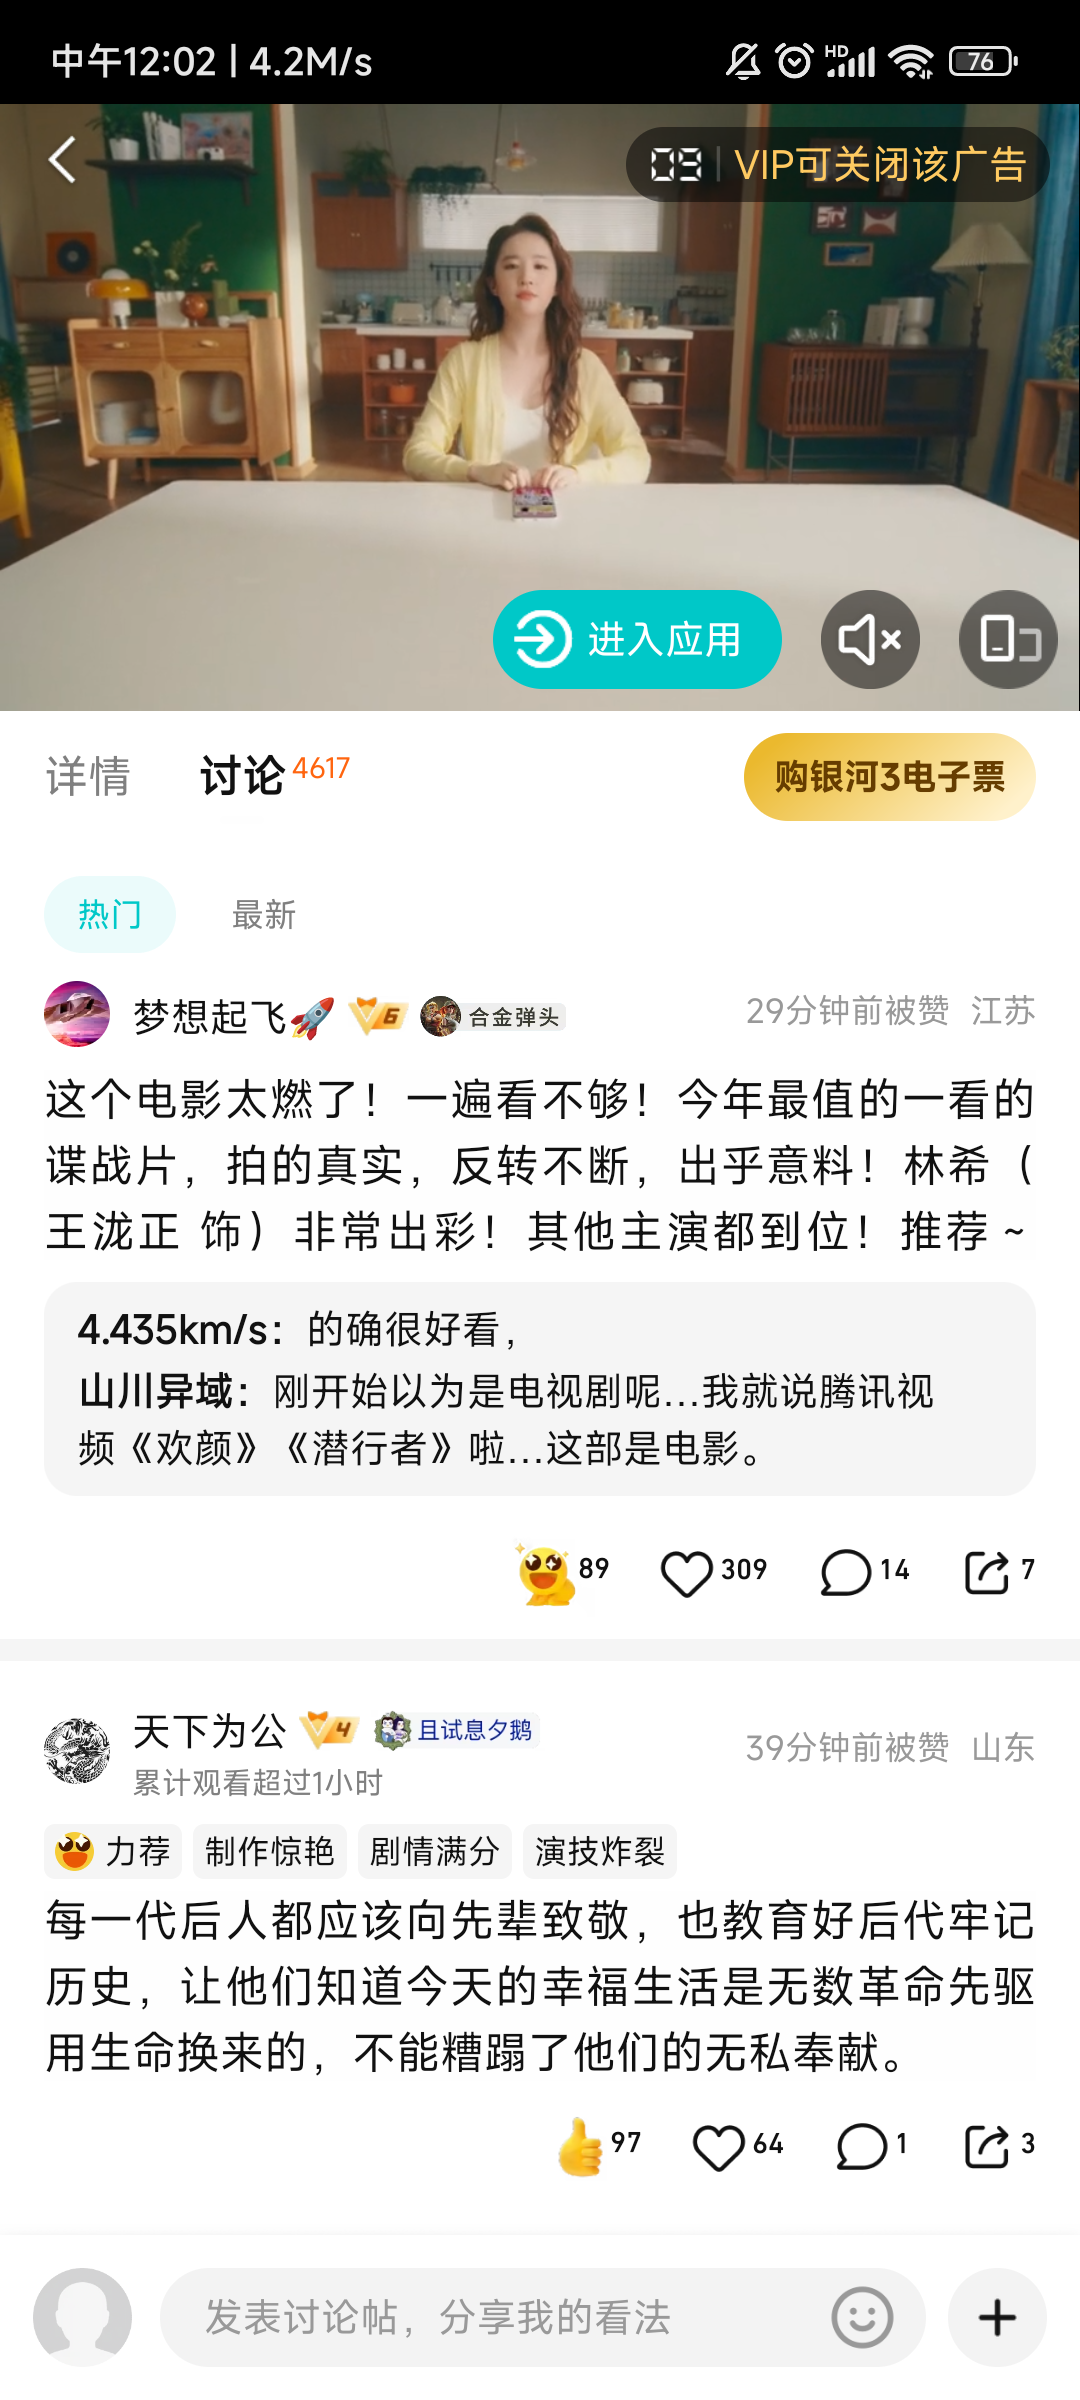 中午12:02 | 4.2M/s
HD
76
09 | VIP可关闭该广告
进入应用
详情
讨论 4617
购银河3电子票
热门
最新
梦想起飞🚀 V6 合金弹头
29分钟前被赞 江苏
这个电影太燃了！一遍看不够！今年最值的一看的
谍战片，拍的真实，反转不断，出乎意料！林希（
王泷正 饰）非常出彩！其他主演都到位！推荐~
4.435km/s：的确很好看，
山川异域：刚开始以为是电视剧呢...我就说腾讯视
频《欢颜》《潜行者》啦...这部是电影。
89
309
14
7
天下为公 V4 且试息夕鹅
39分钟前被赞 山东
累计观看超过1小时
力荐
制作惊艳
剧情满分
演技炸裂
每一代后人都应该向先辈致敬，也教育好后代牢记
历史，让他们知道今天的幸福生活是无数革命先驱
用生命换来的，不能糟蹋了他们的无私奉献。
97
64
1
3
发表讨论帖，分享我的看法